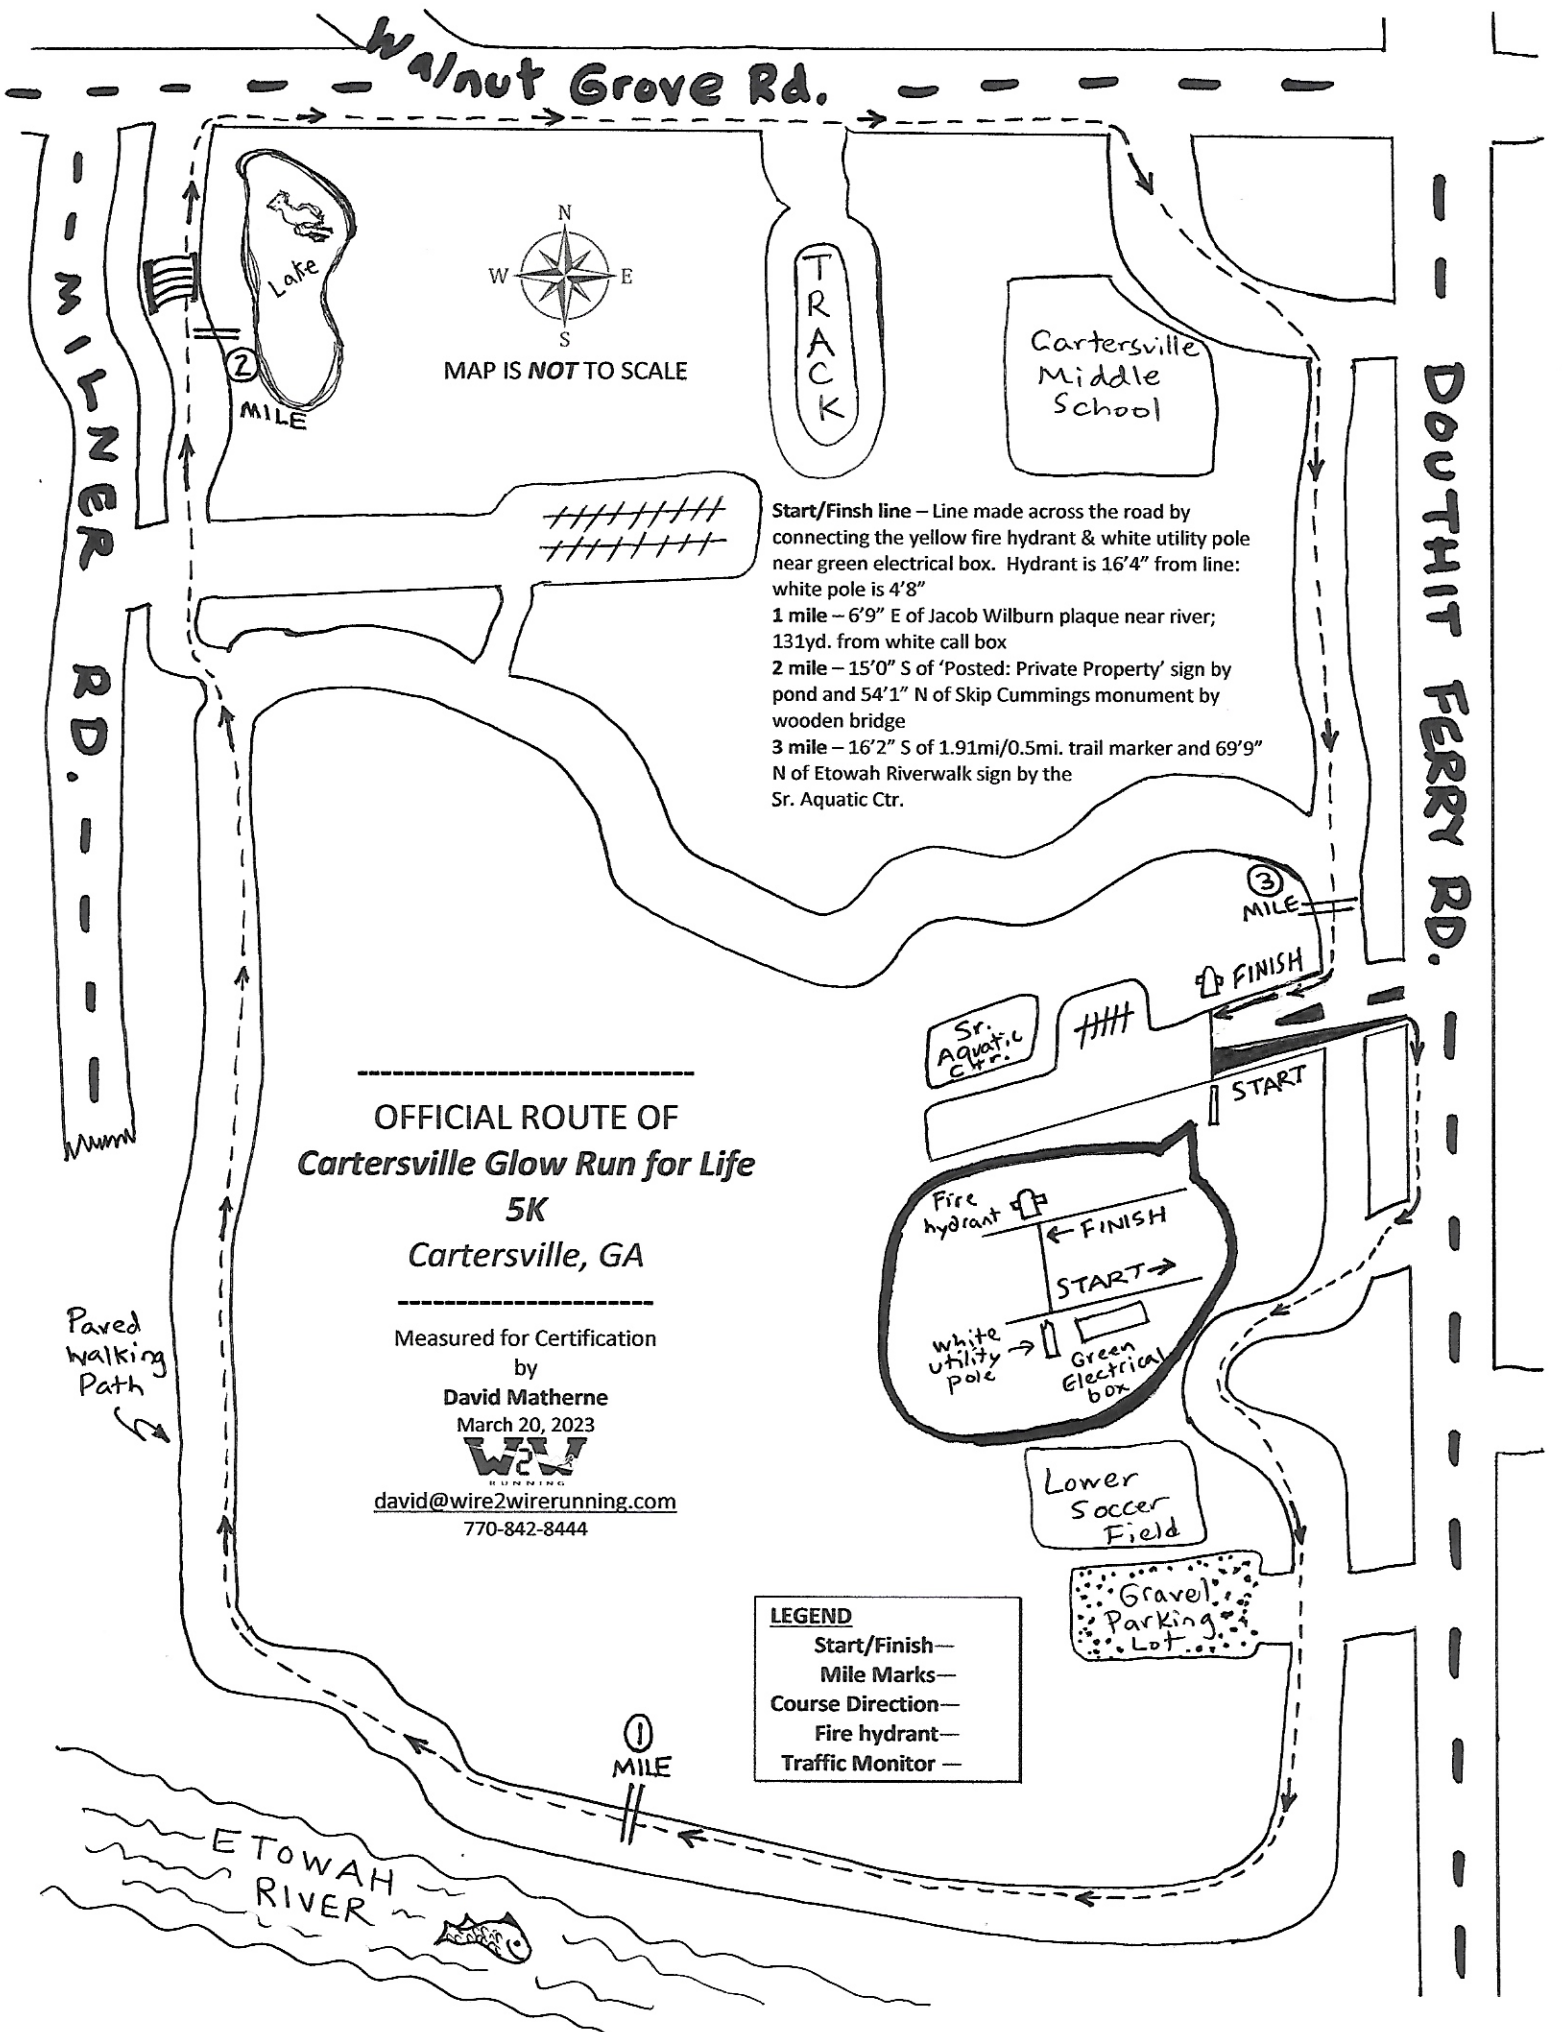 Walnut Grove Rd.
MILNER RD.
DOUTHIT FERRY RD.
Lake
N
W E
S
MAP IS NOT TO SCALE
TRACK
Cartersville
Middle
School
2
MILE
Start/Finsh line – Line made across the road by
connecting the yellow fire hydrant & white utility pole
near green electrical box.  Hydrant is 16'4" from line:
white pole is 4'8"
1 mile – 6'9" E of Jacob Wilburn plaque near river;
131yd. from white call box
2 mile – 15'0" S of 'Posted: Private Property' sign by
pond and 54'1" N of Skip Cummings monument by
wooden bridge
3 mile – 16'2" S of 1.91mi/0.5mi. trail marker and 69'9"
N of Etowah Riverwalk sign by the
Sr. Aquatic Ctr.
3
MILE
FINISH
Sr.
Aquatic
Ctr.
START
OFFICIAL ROUTE OF
Cartersville Glow Run for Life
5K
Cartersville, GA
Measured for Certification
by
David Matherne
March 20, 2023
W2W
RUNNING
david@wire2wirerunning.com
770-842-8444
Fire
hydrant
FINISH
START
white
utility
pole
Green
Electrical
box
Paved
walking
Path
Lower
Soccer
Field
Gravel
Parking
Lot
LEGEND
Start/Finish—
Mile Marks—
Course Direction—
Fire hydrant—
Traffic Monitor —
1
MILE
ETOWAH
RIVER